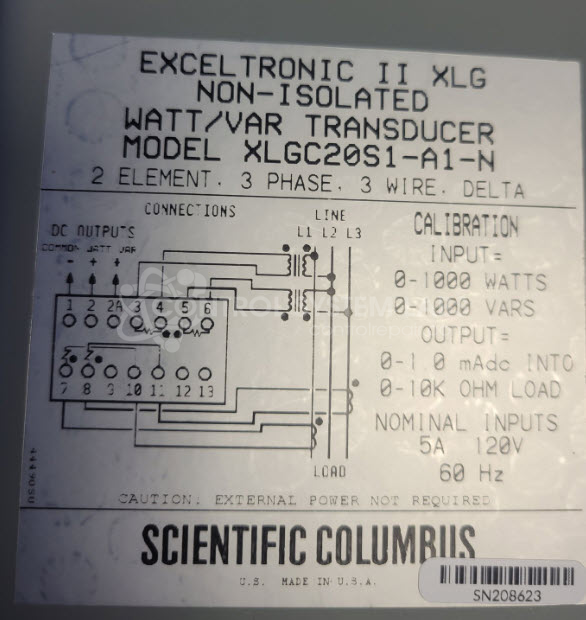 EXCELTRONIC II XLG
NON-ISOLATED
WATT/VAR TRANSDUCER
MODEL XLGC20S1-A1-N
2 ELEMENT, 3 PHASE, 3 WIRE, DELTA
CONNECTIONS
DC OUTPUTS
COMMON WATT VAR
- + +
LINE
L1 L2 L3
1 2 2A 3 4 5 6
7 8 9 10 11 12 13
LOAD
CALIBRATION
INPUT=
0-1000 WATTS
0-1000 VARS
OUTPUT=
0-1.0 mAdc INTO
0-10K OHM LOAD
NOMINAL INPUTS
5A 120V
60 Hz
CAUTION: EXTERNAL POWER NOT REQUIRED
SCIENTIFIC COLUMBUS
U.S. MADE IN U.S.A.
SN208623